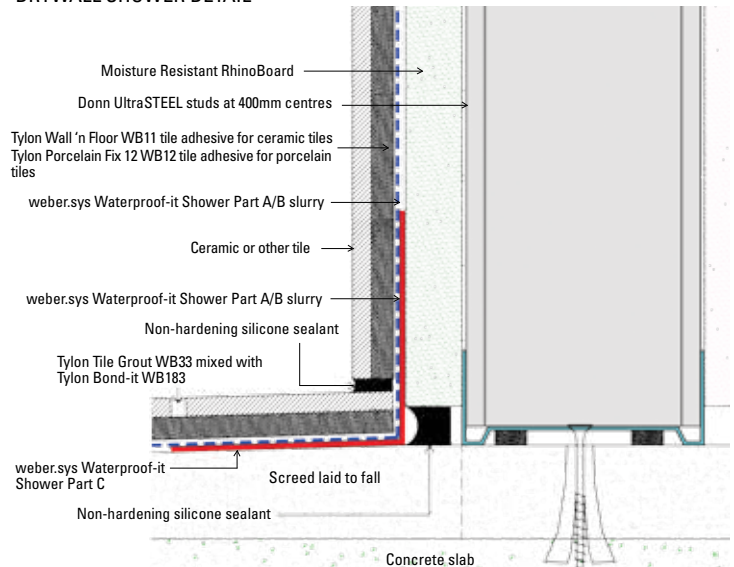 DRYWALL SHOWER DETAIL
Moisture Resistant RhinoBoard
Donn UltraSTEEL studs at 400mm centres
Tylon Wall ‘n Floor WB11 tile adhesive for ceramic tiles
Tylon Porcelain Fix 12 WB12 tile adhesive for porcelain
tiles
weber.sys Waterproof-it Shower Part A/B slurry
Ceramic or other tile
weber.sys Waterproof-it Shower Part A/B slurry
Non-hardening silicone sealant
Tylon Tile Grout WB33 mixed with
Tylon Bond-it WB183
weber.sys Waterproof-it
Shower Part C
Screed laid to fall
Non-hardening silicone sealant
Concrete slab